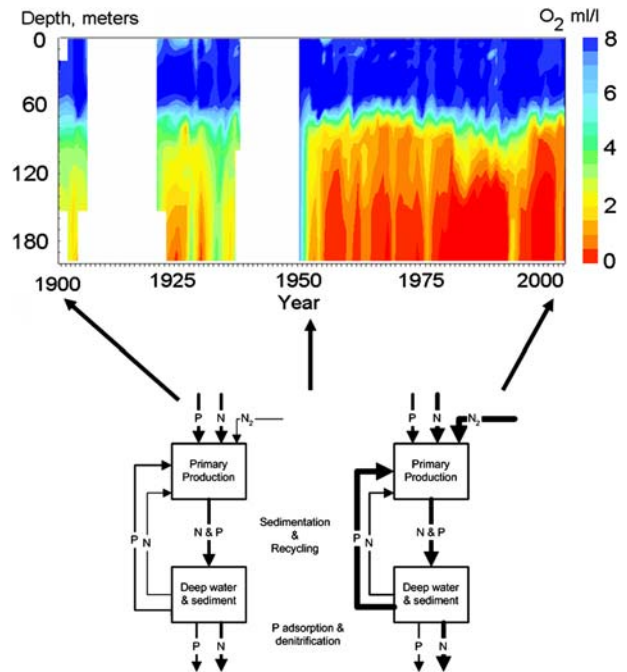 Depth, meters
O2 ml/l
0
60
120
180
8
6
4
2
0
1900
1925
1950
1975
2000
Year
P
N
N2
Primary
Production
P
N
N & P
Deep water
& sediment
P
N
Sedimentation
&
Recycling
P adsorption &
denitrification
P
N
N2
Primary
Production
P
N
N & P
Deep water
& sediment
P
N